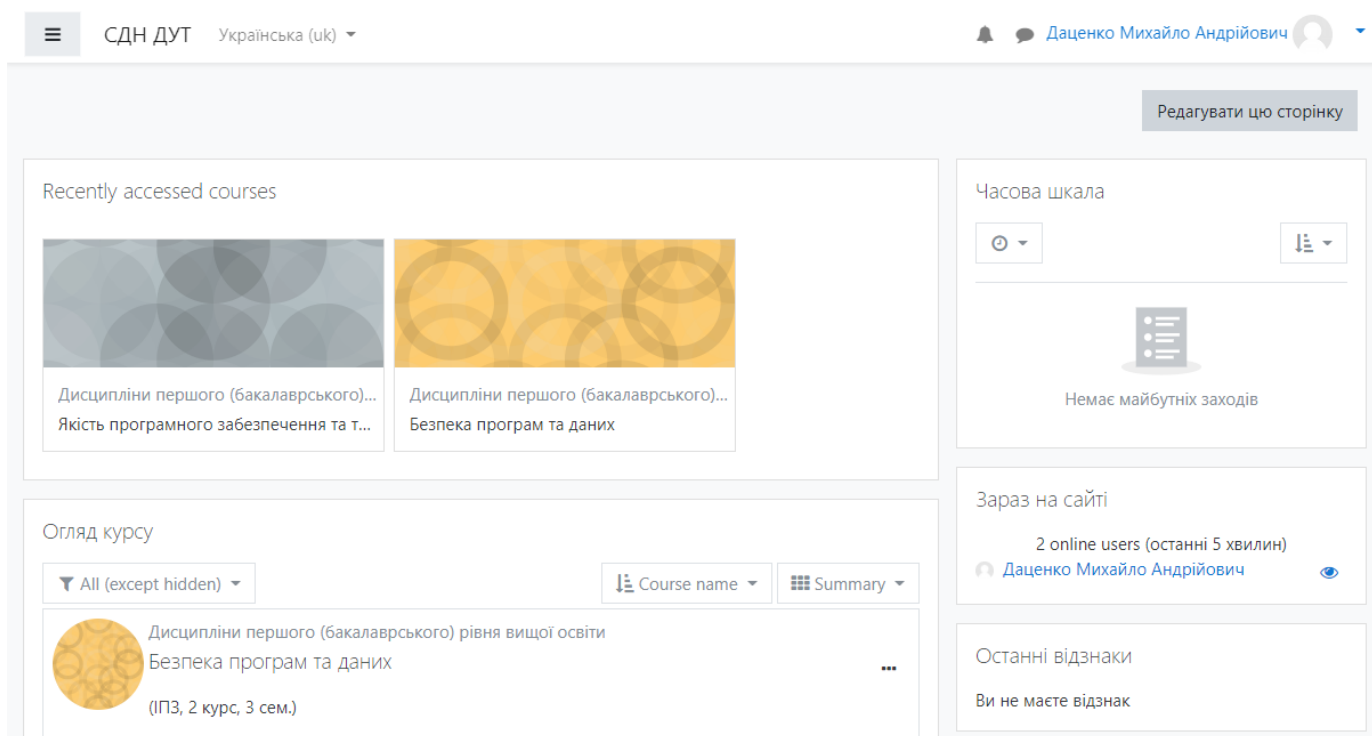 СДН ДУТ Українська (uk)
Даценко Михайло Андрійович
Редагувати цю сторінку
Recently accessed courses
Дисципліни першого (бакалаврського)...
Якість програмного забезпечення та т...
Дисципліни першого (бакалаврського)...
Безпека програм та даних
Огляд курсу
All (except hidden)
Course name
Summary
Дисципліни першого (бакалаврського) рівня вищої освіти
Безпека програм та даних
(ІПЗ, 2 курс, 3 сем.)
Часова шкала
Немає майбутніх заходів
Зараз на сайті
2 online users (останні 5 хвилин)
Даценко Михайло Андрійович
Останні відзнаки
Ви не маєте відзнак